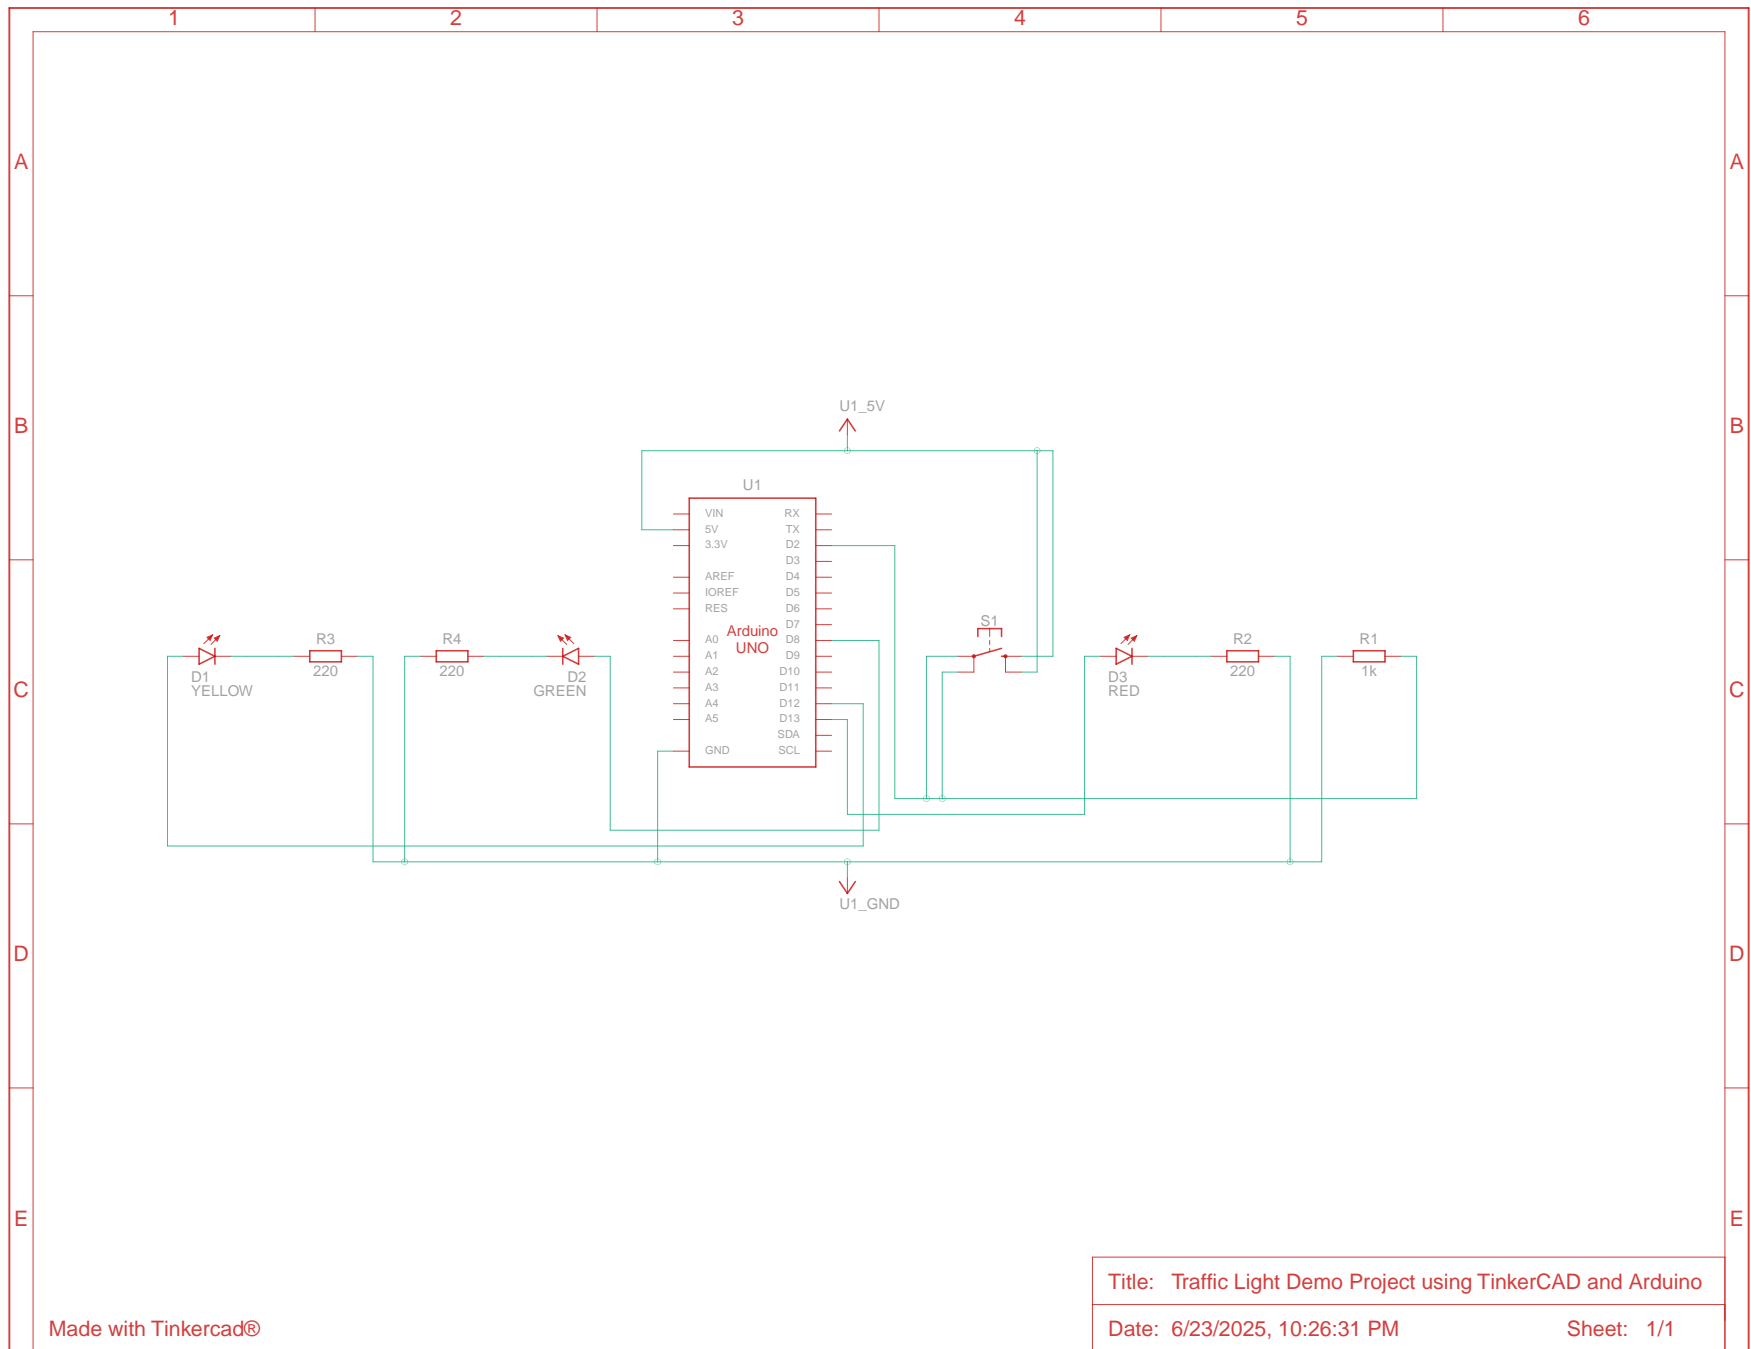 1 2 3 4 5 6
A A
B B
C C
D D
E E
U1_5V
U1
VIN RX
5V TX
3.3V D2
D3
AREF D4
IOREF D5
RES D6
D7
A0 D8
A1 D9
A2 D10
A3 D11
A4 D12
A5 D13
SDA
GND SCL
Arduino
UNO
D1
YELLOW
R3
220
R4
220
D2
GREEN
S1
D3
RED
R2
220
R1
1k
U1_GND
Title: Traffic Light Demo Project using TinkerCAD and Arduino
Made with Tinkercad®
Date: 6/23/2025, 10:26:31 PM Sheet: 1/1